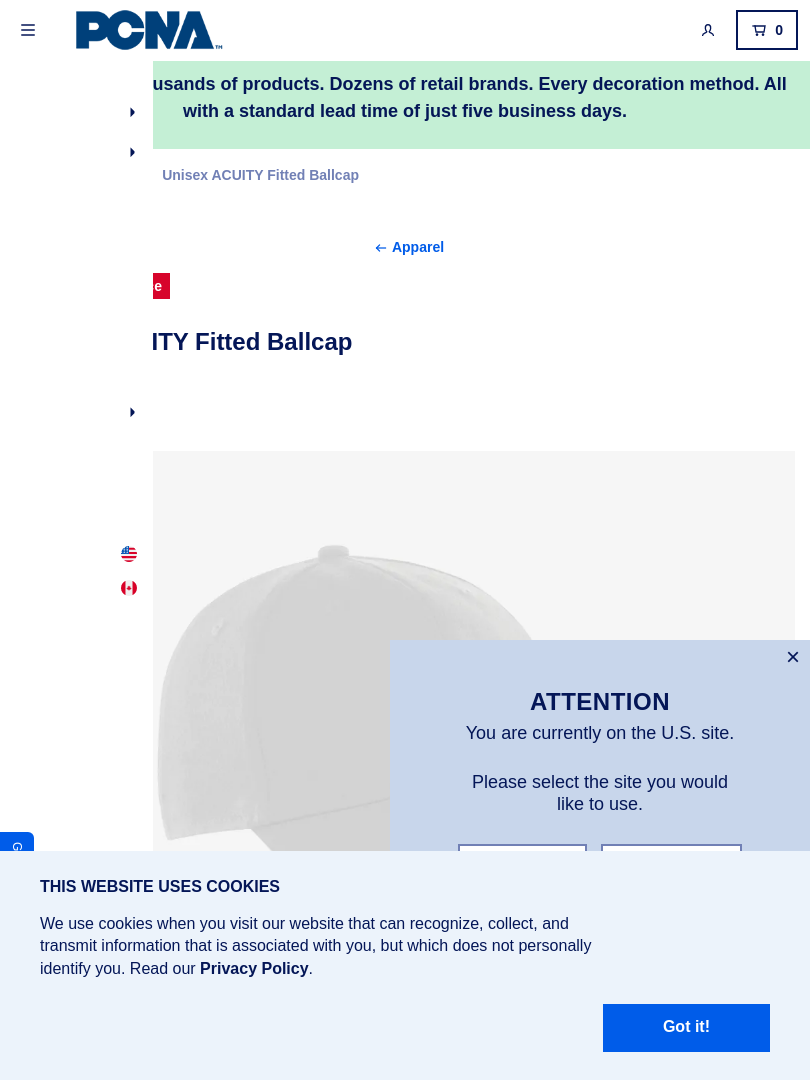 PCNA
TM
0
usands of products. Dozens of retail brands. Every decoration method. All
with a standard lead time of just five business days.
Unisex ACUITY Fitted Ballcap
Apparel
ITY Fitted Ballcap
ATTENTION
You are currently on the U.S. site.
Please select the site you would
like to use.
G
THIS WEBSITE USES COOKIES
We use cookies when you visit our website that can recognize, collect, and
transmit information that is associated with you, but which does not personally
identify you. Read our Privacy Policy.
Got it!